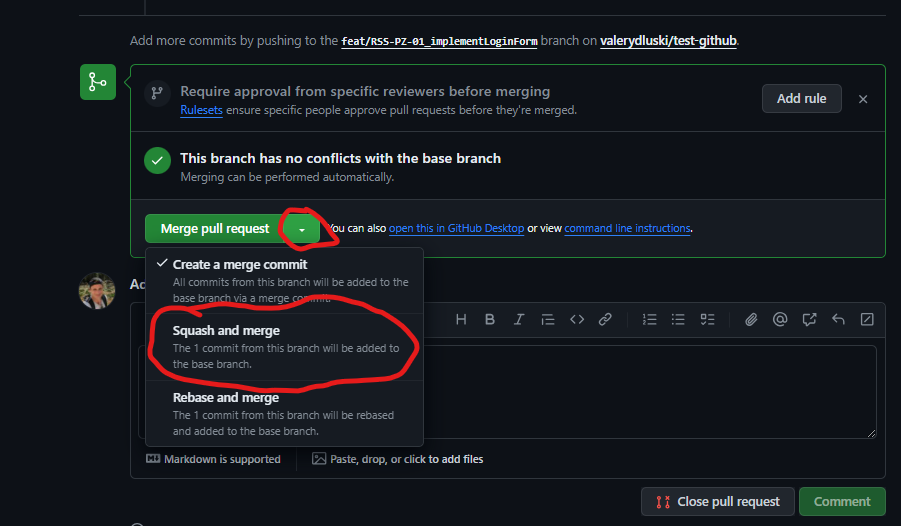 Add more commits by pushing to the feat/RSS-PZ-01_implementLoginForm branch on valerydluski/test-github.
Require approval from specific reviewers before merging
Rulesets ensure specific people approve pull requests before they're merged.
Add rule
This branch has no conflicts with the base branch
Merging can be performed automatically.
Merge pull request
You can also open this in GitHub Desktop or view command line instructions.
Create a merge commit
All commits from this branch will be added to the
base branch via a merge commit.
Squash and merge
The 1 commit from this branch will be added to
the base branch.
Rebase and merge
The 1 commit from this branch will be rebased
and added to the base branch.
Markdown is supported
Paste, drop, or click to add files
Close pull request
Comment